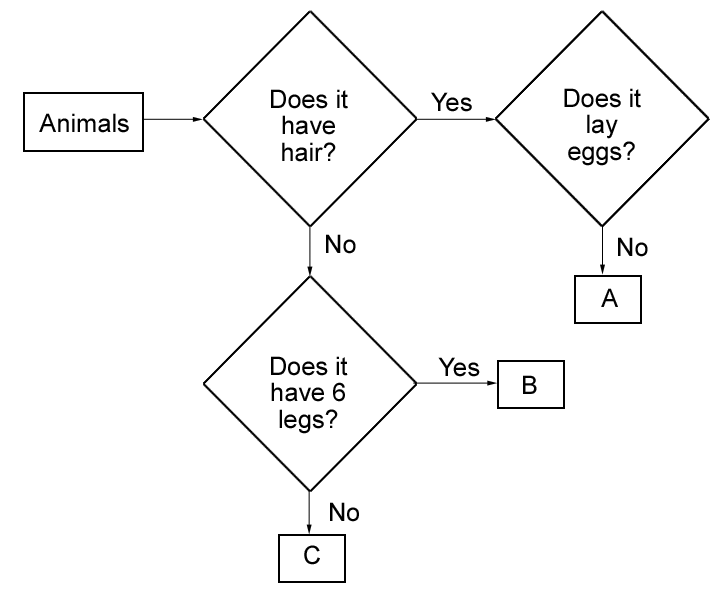 Animals
Does it
have
hair?
Yes
Does it
lay
eggs?
No
No
A
Does it
have 6
legs?
Yes
B
No
C